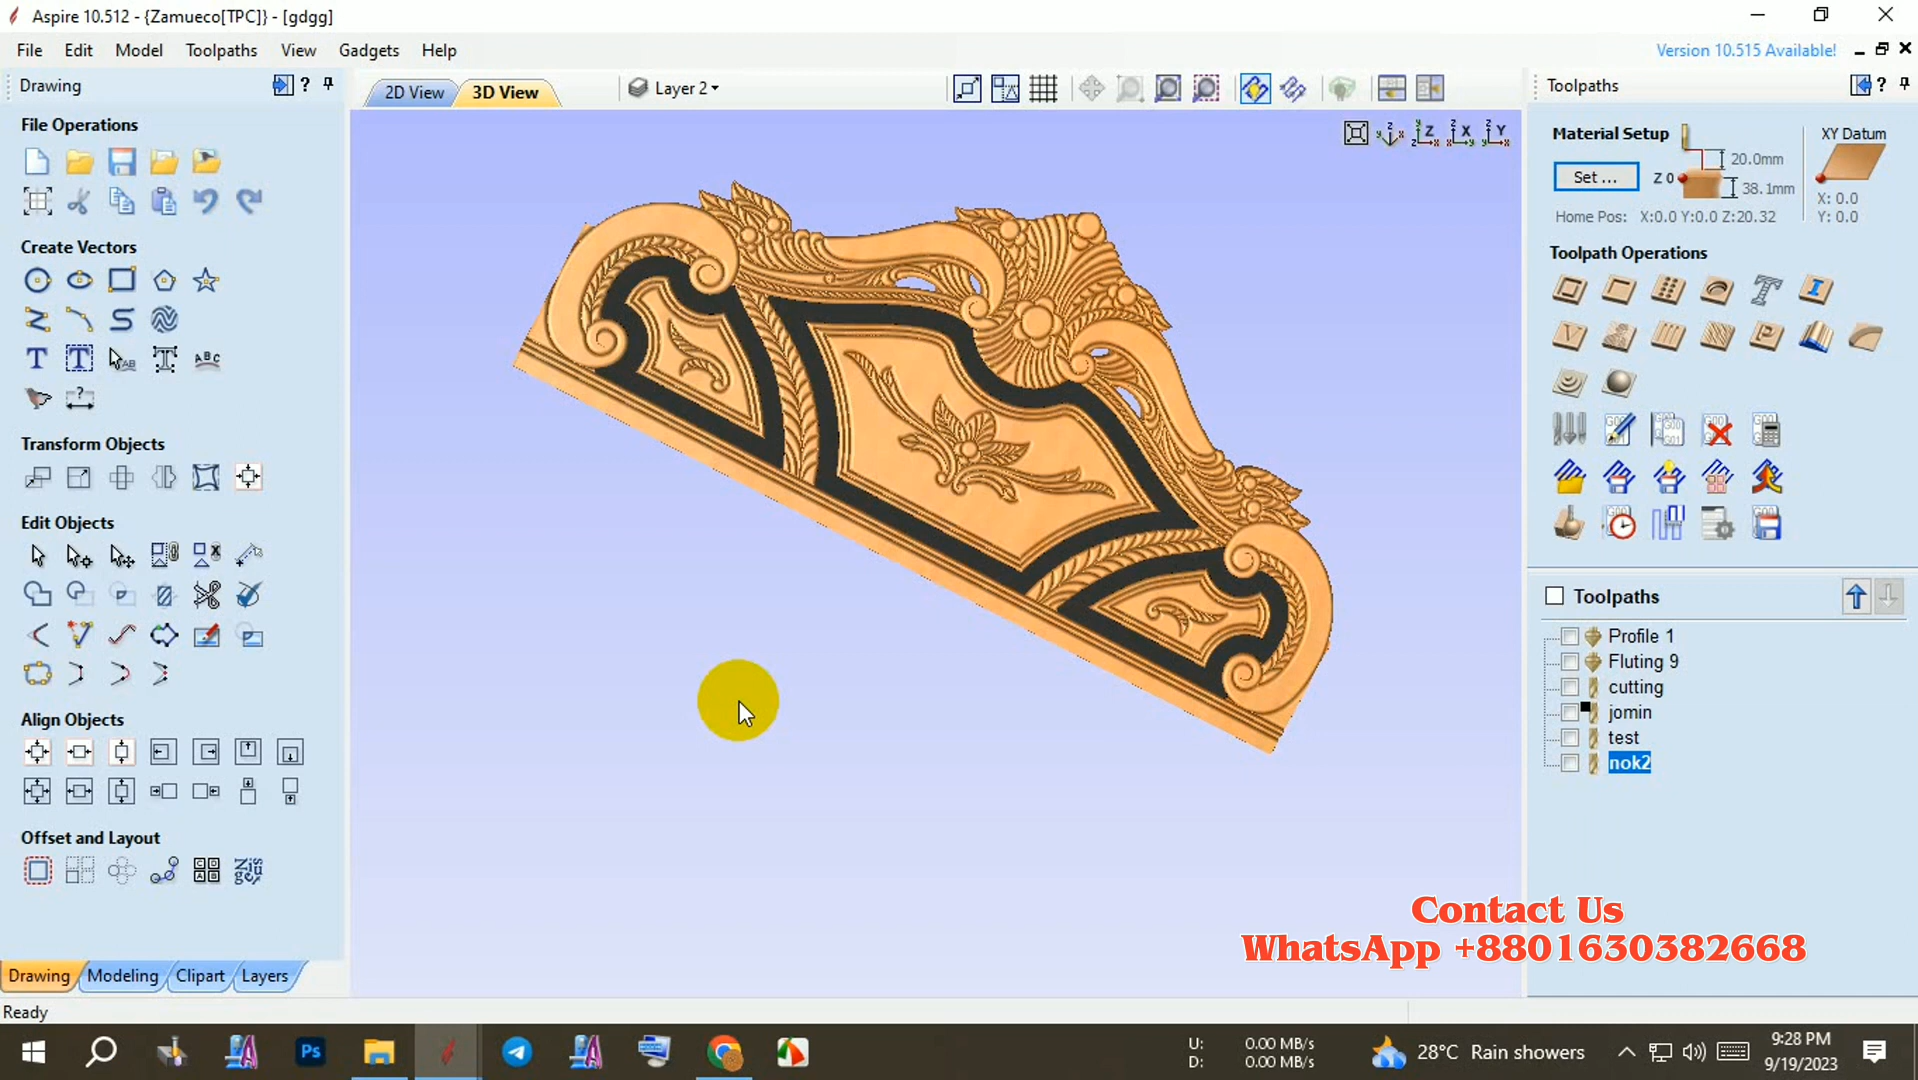 Aspire 10.512 - {Zamueco[TPC]} - [gdgg]
File Edit Model Toolpaths View Gadgets Help
Version 10.515 Available!
Drawing
2D View 3D View Layer 2
Toolpaths
File Operations
Create Vectors
Transform Objects
Edit Objects
Align Objects
Offset and Layout
Drawing Modeling Clipart Layers
Ready
Material Setup
Set ...
Z 0
20.0mm
38.1mm
XY Datum
X: 0.0
Y: 0.0
Home Pos: X:0.0 Y:0.0 Z:20.32
Toolpath Operations
Toolpaths
Profile 1
Fluting 9
cutting
jomin
test
nok2
Contact Us
WhatsApp +8801630382668
U: 0.00 MB/s
D: 0.00 MB/s
28°C Rain showers
9:28 PM
9/19/2023